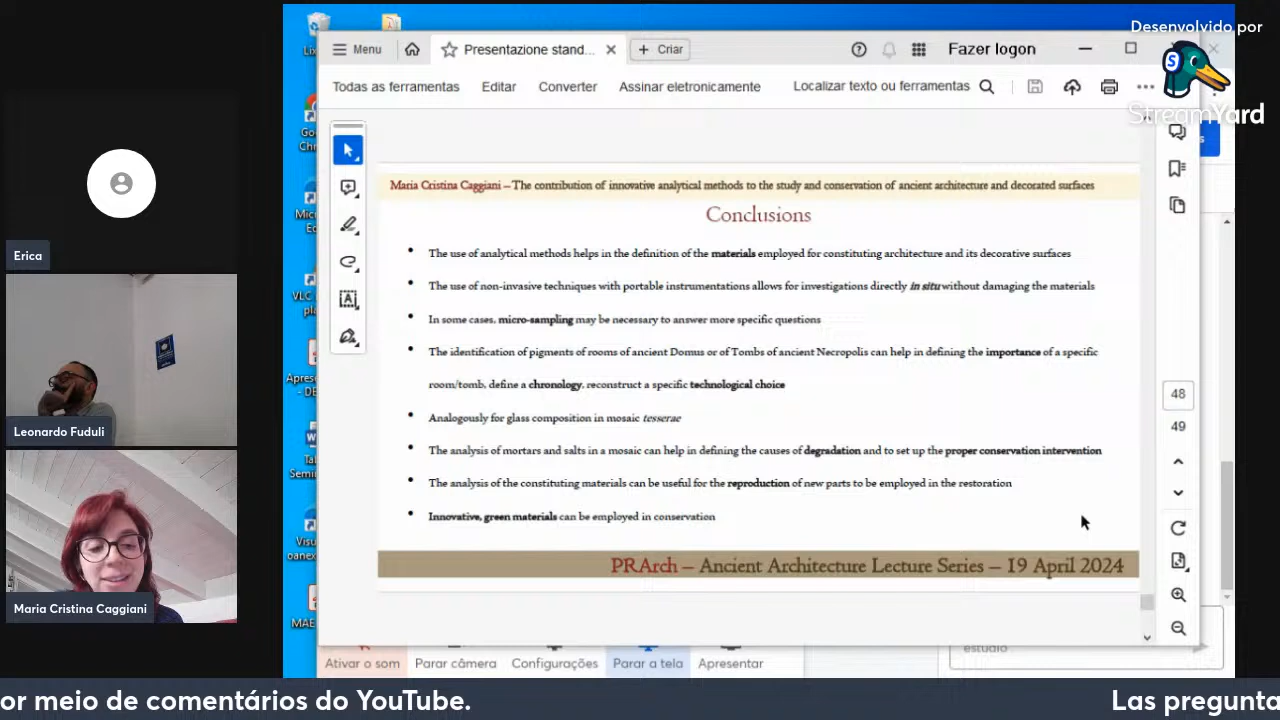 Desenvolvido por
StreamYard
Menu
Presentazione stand...
Criar
Fazer logon
Todas as ferramentas
Editar
Converter
Assinar eletronicamente
Localizar texto ou ferramentas
Maria Cristina Caggiani – The contribution of innovative analytical methods to the study and conservation of ancient architecture and decorated surfaces
Conclusions
• The use of analytical methods helps in the definition of the materials employed for constituting architecture and its decorative surfaces
• The use of non-invasive techniques with portable instrumentations allows for investigations directly in situ without damaging the materials
• In some cases, micro-sampling may be necessary to answer more specific questions
• The identification of pigments of rooms of ancient Domus or of Tombs of ancient Necropolis can help in defining the importance of a specific
room/tomb, define a chronology, reconstruct a specific technological choice
• Analogously for glass composition in mosaic tesserae
• The analysis of mortars and salts in a mosaic can help in defining the causes of degradation and to set up the proper conservation intervention
• The analysis of the constituting materials can be useful for the reproduction of new parts to be employed in the restoration
• Innovative, green materials can be employed in conservation
PRArch – Ancient Architecture Lecture Series – 19 April 2024
48
49
Erica
Leonardo Fuduli
Maria Cristina Caggiani
Ativar o som
Parar câmera
Configurações
Parar a tela
Apresentar
estúdio
or meio de comentários do YouTube.
Las pregunta